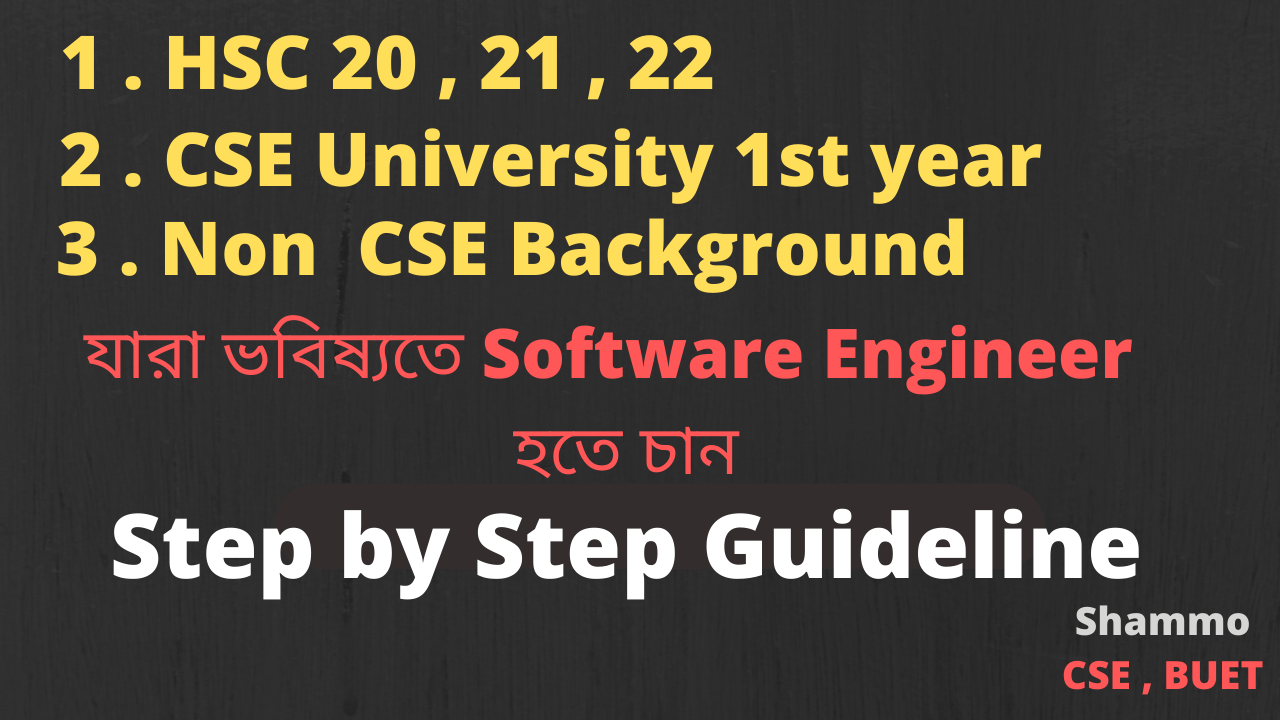 1 . HSC 20 , 21 , 22
2 . CSE University 1st year
3 . Non CSE Background
যারা ভবিষ্যতে Software Engineer
হতে চান
Step by Step Guideline
Shammo
CSE , BUET